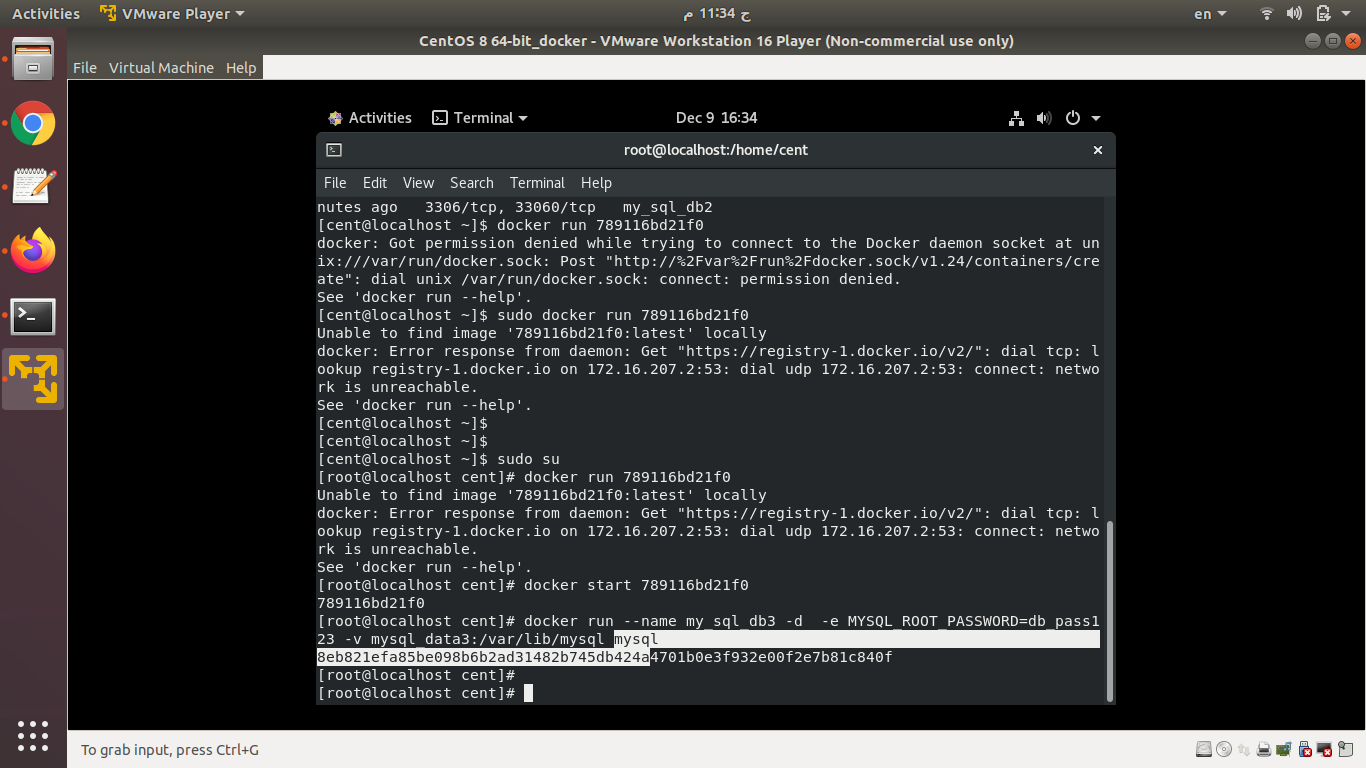 Activities VMware Player ح 11:34 م en
CentOS 8 64-bit_docker - VMware Workstation 16 Player (Non-commercial use only)
File Virtual Machine Help
Activities Terminal Dec 9 16:34
root@localhost:/home/cent
File Edit View Search Terminal Help
nutes ago   3306/tcp, 33060/tcp   my_sql_db2
[cent@localhost ~]$ docker run 789116bd21f0
docker: Got permission denied while trying to connect to the Docker daemon socket at un
ix:///var/run/docker.sock: Post "http://%2Fvar%2Frun%2Fdocker.sock/v1.24/containers/cre
ate": dial unix /var/run/docker.sock: connect: permission denied.
See 'docker run --help'.
[cent@localhost ~]$ sudo docker run 789116bd21f0
Unable to find image '789116bd21f0:latest' locally
docker: Error response from daemon: Get "https://registry-1.docker.io/v2/": dial tcp: l
ookup registry-1.docker.io on 172.16.207.2:53: dial udp 172.16.207.2:53: connect: netwo
rk is unreachable.
See 'docker run --help'.
[cent@localhost ~]$
[cent@localhost ~]$
[cent@localhost ~]$ sudo su
[root@localhost cent]# docker run 789116bd21f0
Unable to find image '789116bd21f0:latest' locally
docker: Error response from daemon: Get "https://registry-1.docker.io/v2/": dial tcp: l
ookup registry-1.docker.io on 172.16.207.2:53: dial udp 172.16.207.2:53: connect: netwo
rk is unreachable.
See 'docker run --help'.
[root@localhost cent]# docker start 789116bd21f0
789116bd21f0
[root@localhost cent]# docker run --name my_sql_db3 -d  -e MYSQL_ROOT_PASSWORD=db_pass1
23 -v mysql_data3:/var/lib/mysql mysql
8eb821efa85be098b6b2ad31482b745db424a4701b0e3f932e00f2e7b81c840f
[root@localhost cent]#
[root@localhost cent]#
To grab input, press Ctrl+G